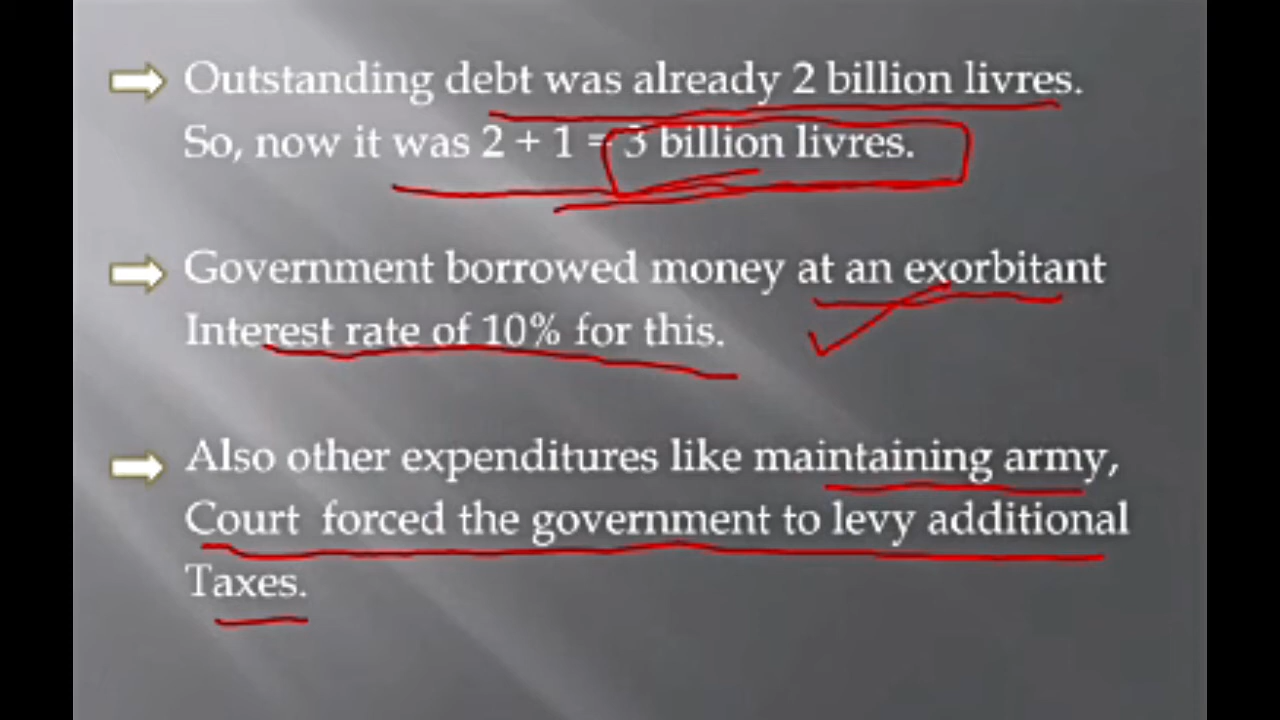 Outstanding debt was already 2 billion livres.
So, now it was 2 + 1 = 3 billion livres.
Government borrowed money at an exorbitant
Interest rate of 10% for this.
Also other expenditures like maintaining army,
Court forced the government to levy additional
Taxes.